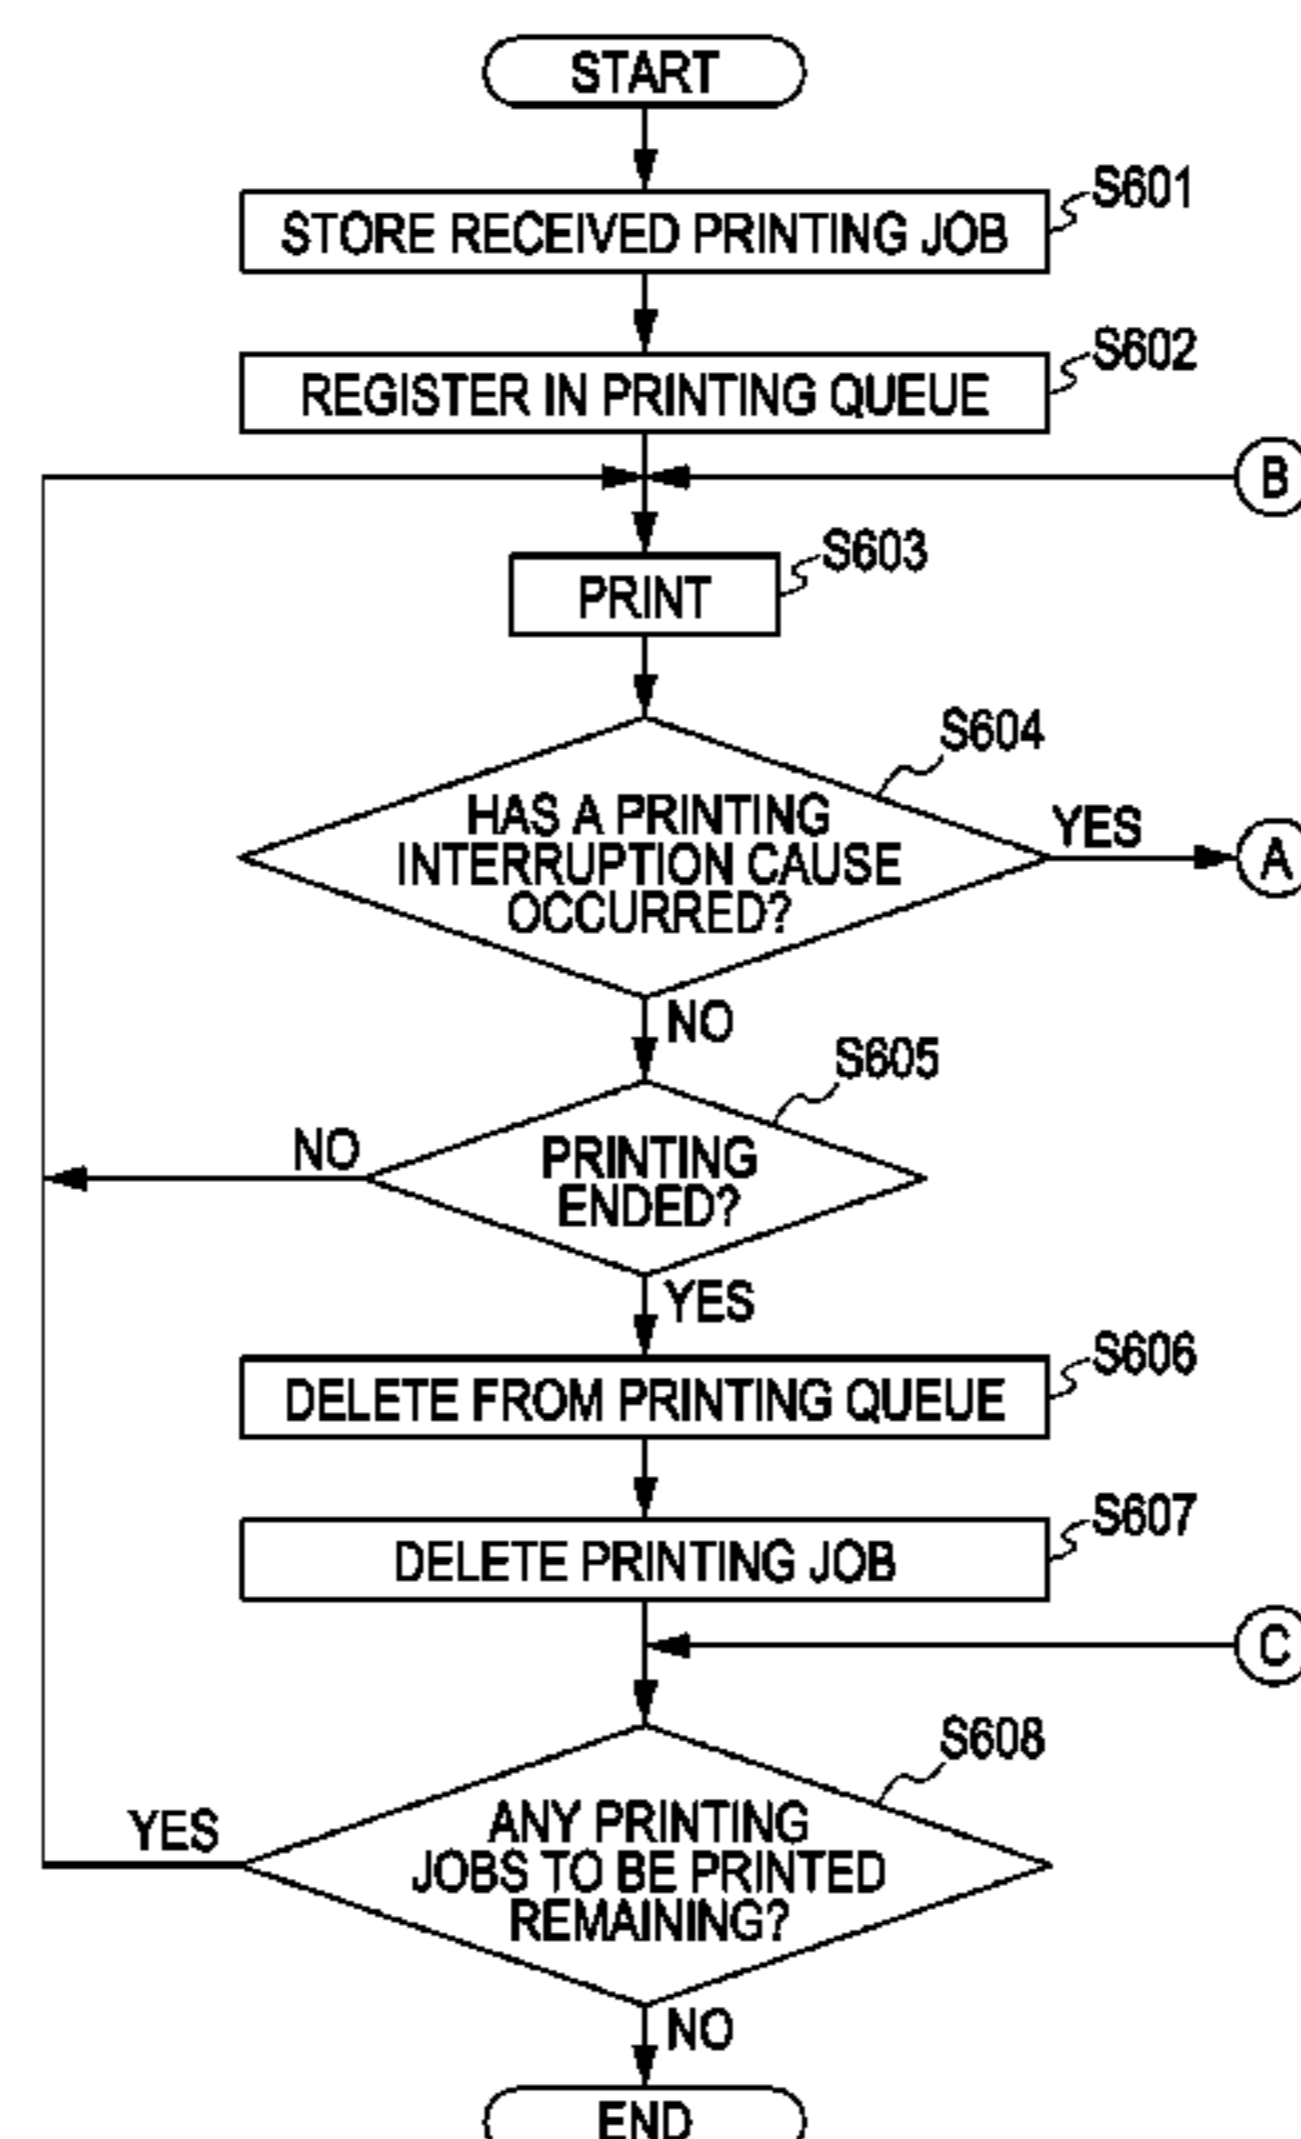 START
S601
STORE RECEIVED PRINTING JOB
S602
REGISTER IN PRINTING QUEUE
B
S603
PRINT
S604
HAS A PRINTING
INTERRUPTION CAUSE
OCCURRED?
YES
A
NO
S605
PRINTING
ENDED?
NO
YES
S606
DELETE FROM PRINTING QUEUE
S607
DELETE PRINTING JOB
C
S608
ANY PRINTING
JOBS TO BE PRINTED
REMAINING?
YES
NO
END